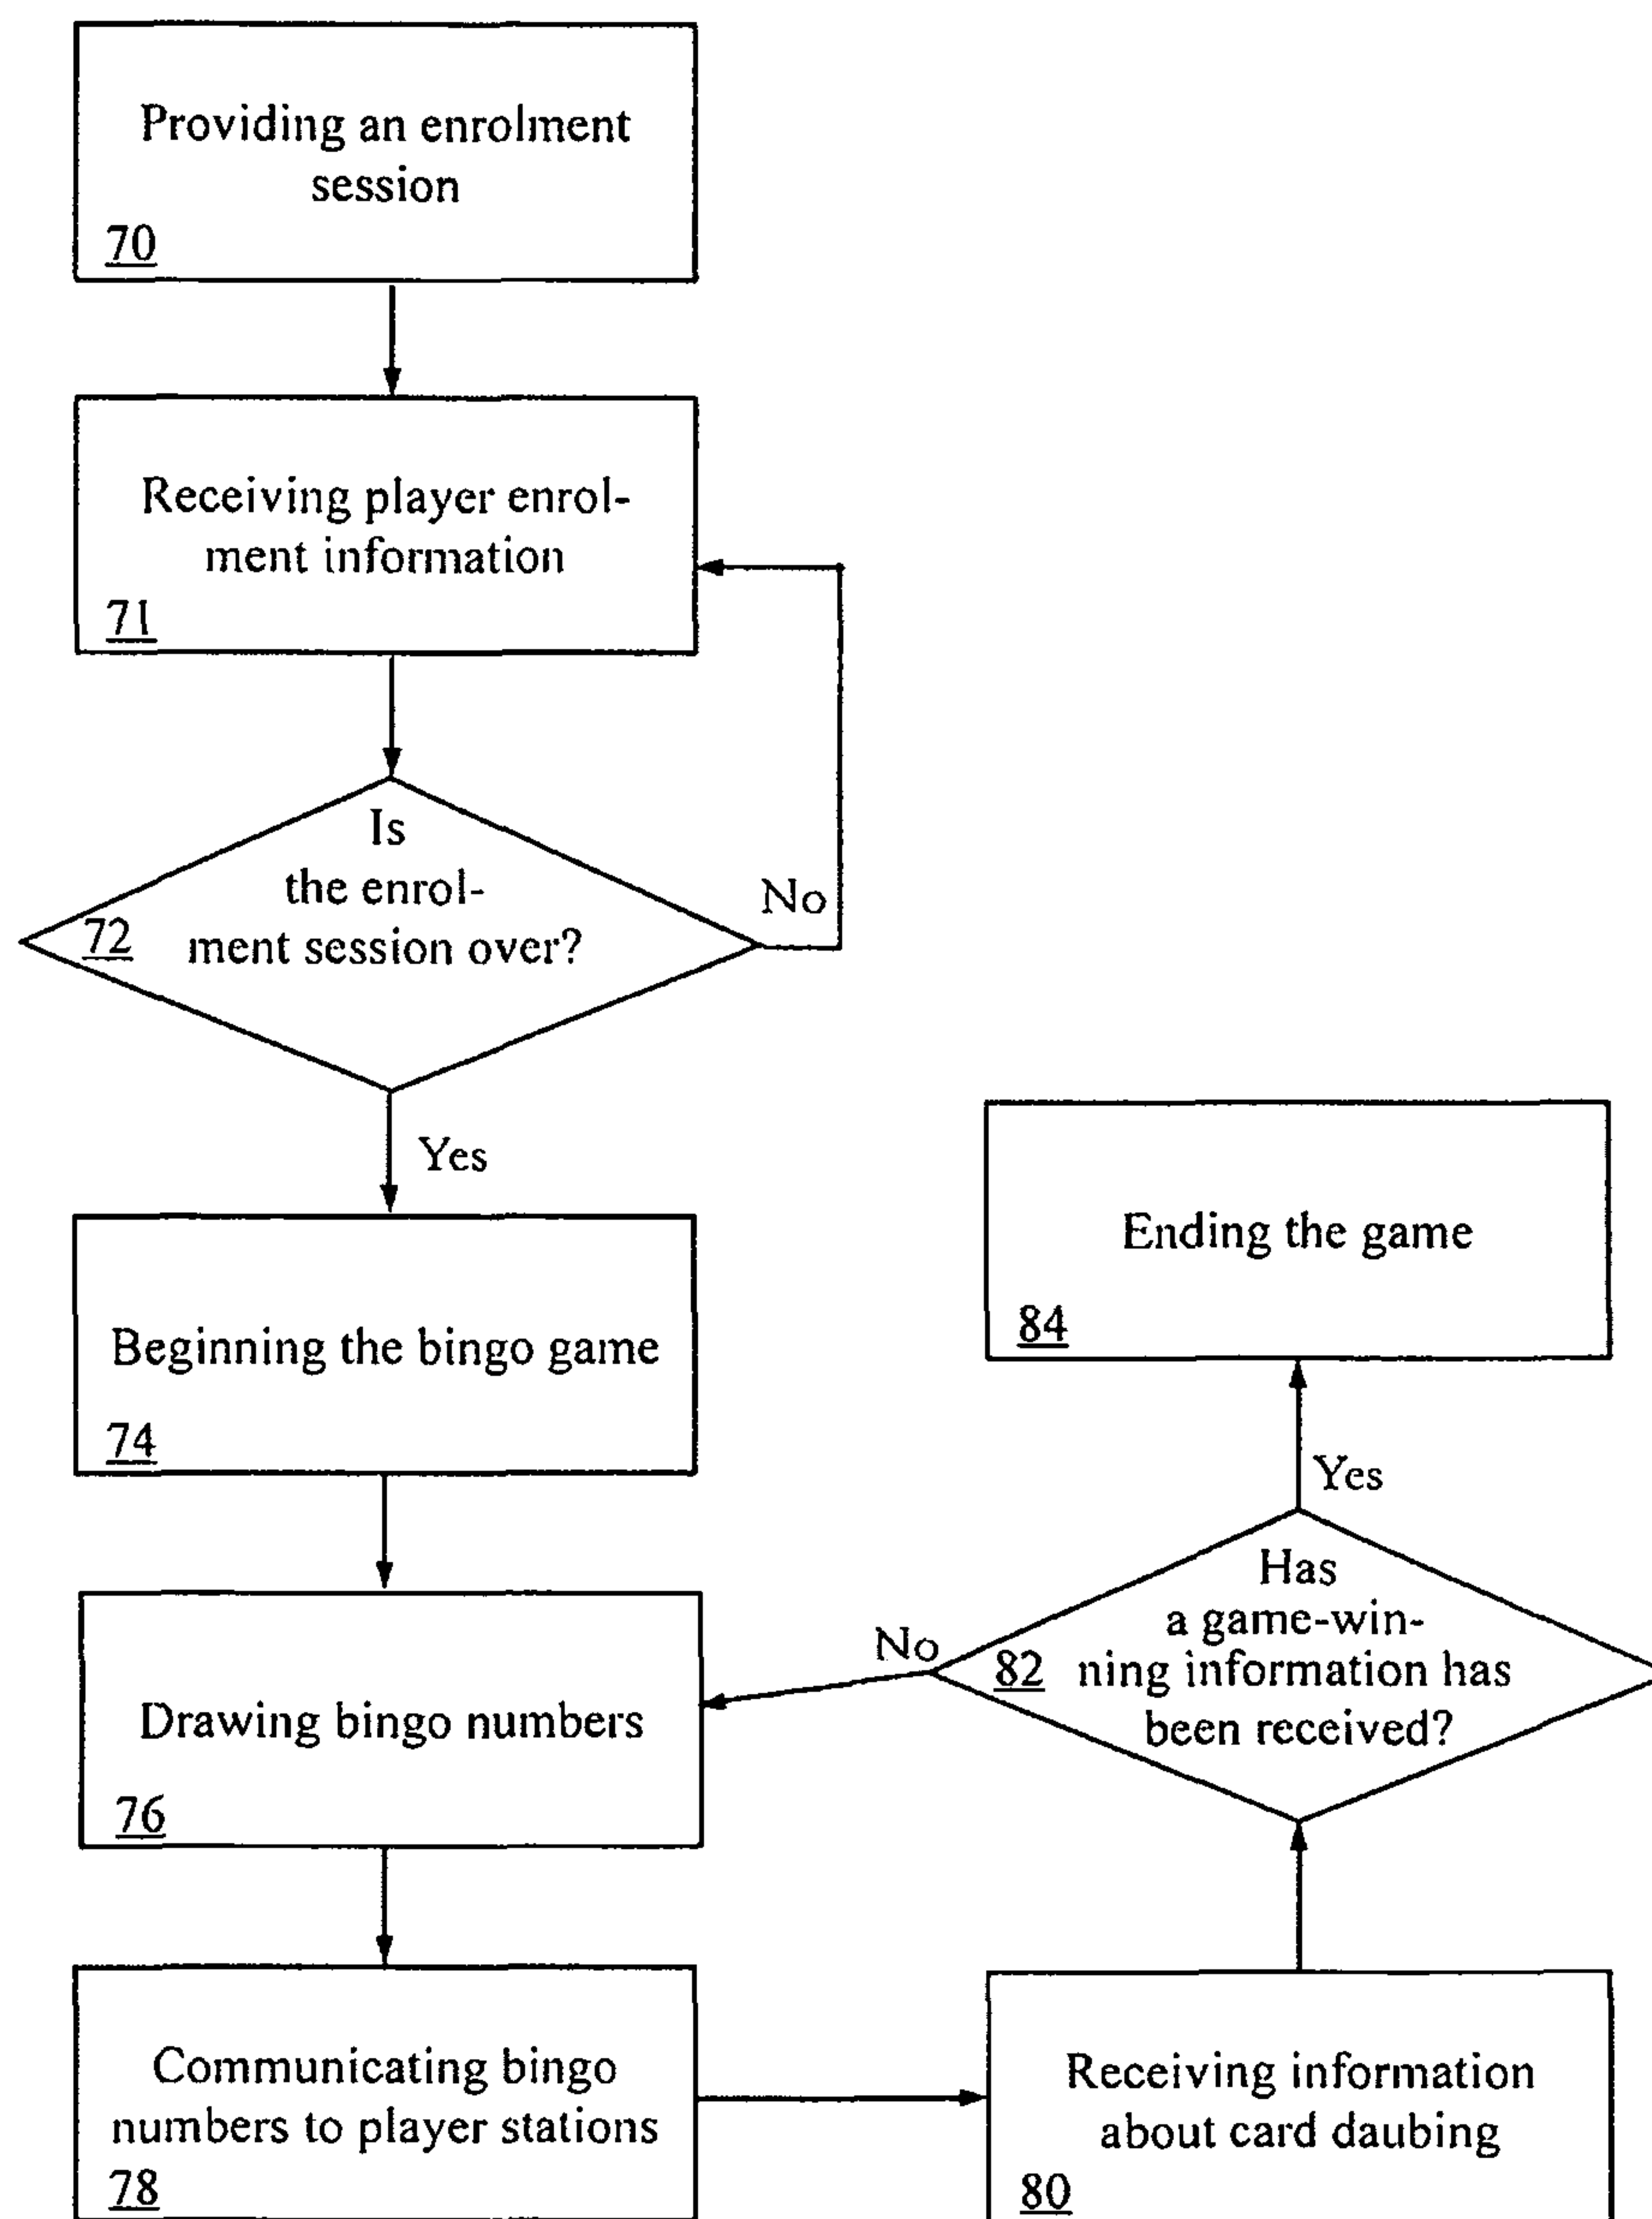 Providing an enrolment
session
70
Receiving player enrol-
ment information
71
Is
the enrol-
ment session over?
72
No
Yes
Beginning the bingo game
74
Drawing bingo numbers
76
Communicating bingo
numbers to player stations
78
Receiving information
about card daubing
80
Has
a game-win-
ning information has
been received?
82
No
Yes
Ending the game
84